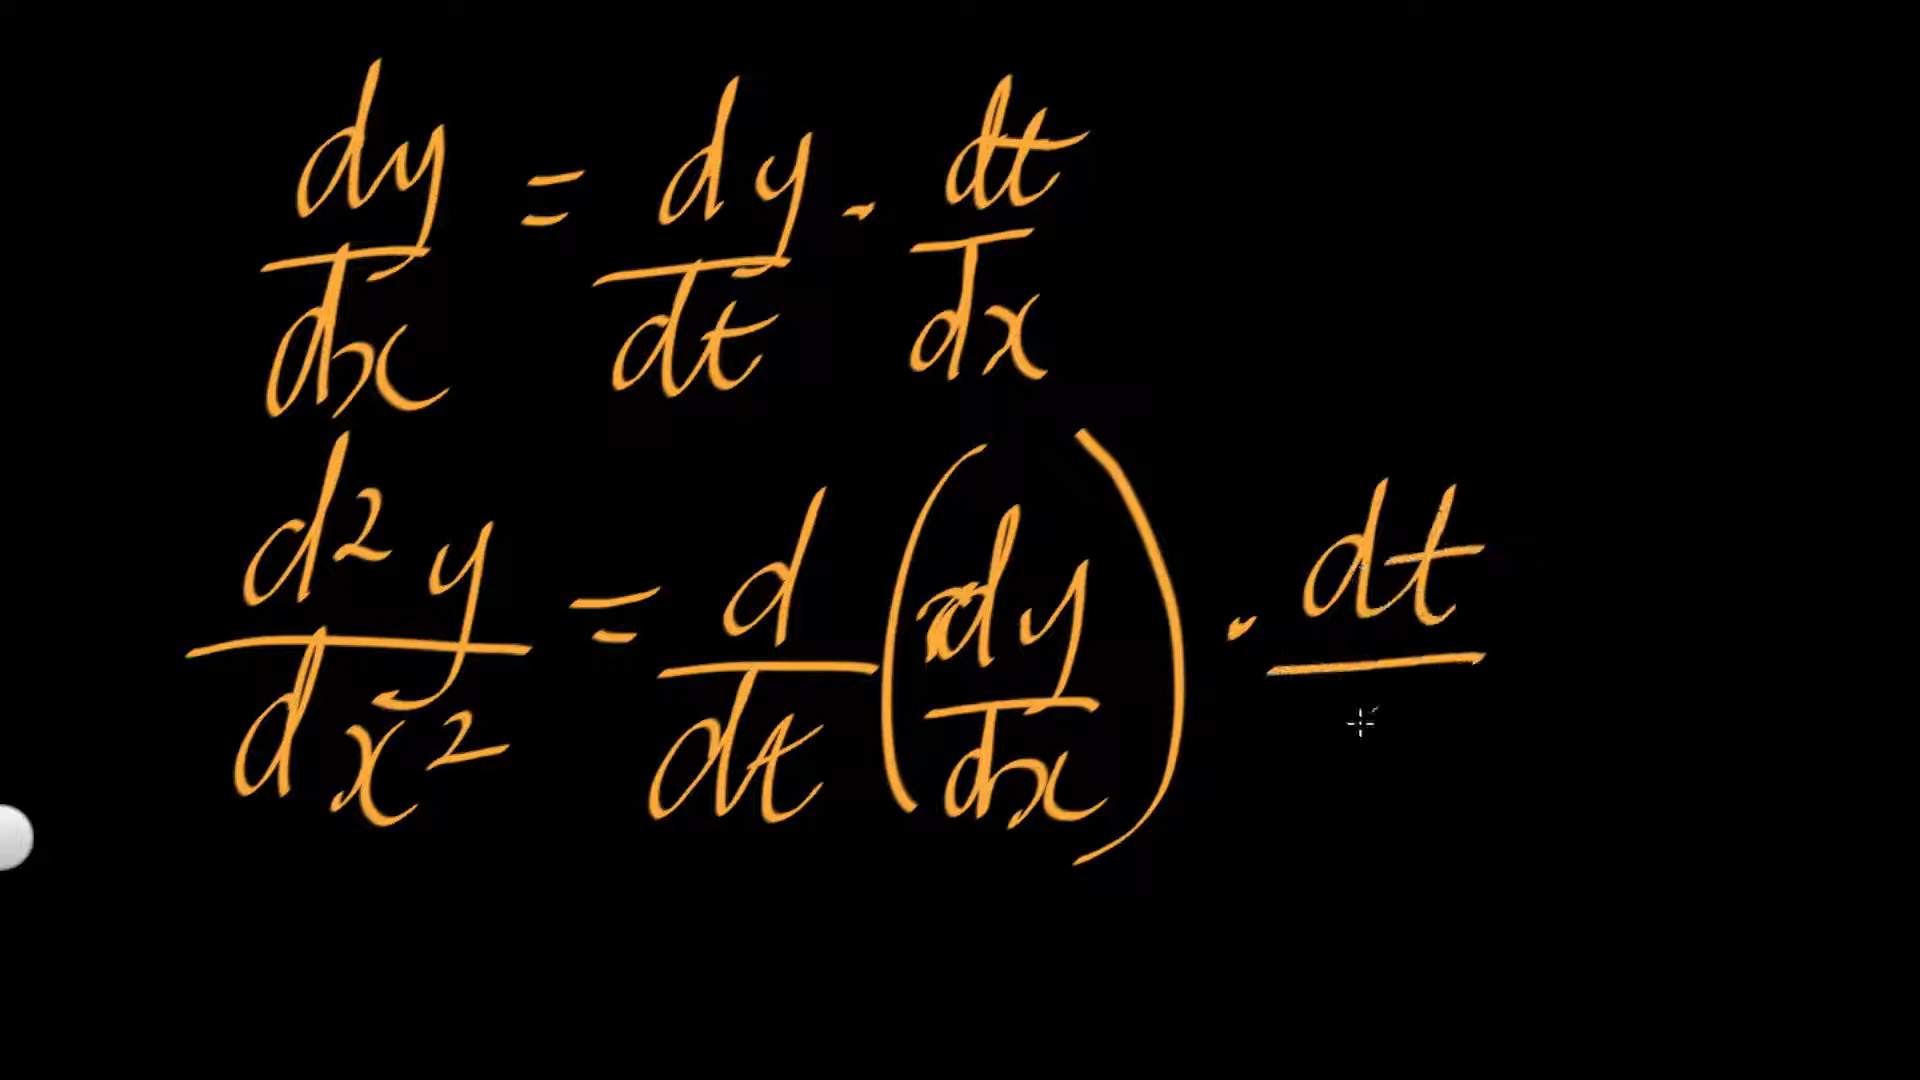 dy/dx = dy/dt · dt/dx
d²y/dx² = d/dt (dy/dx) · dt/